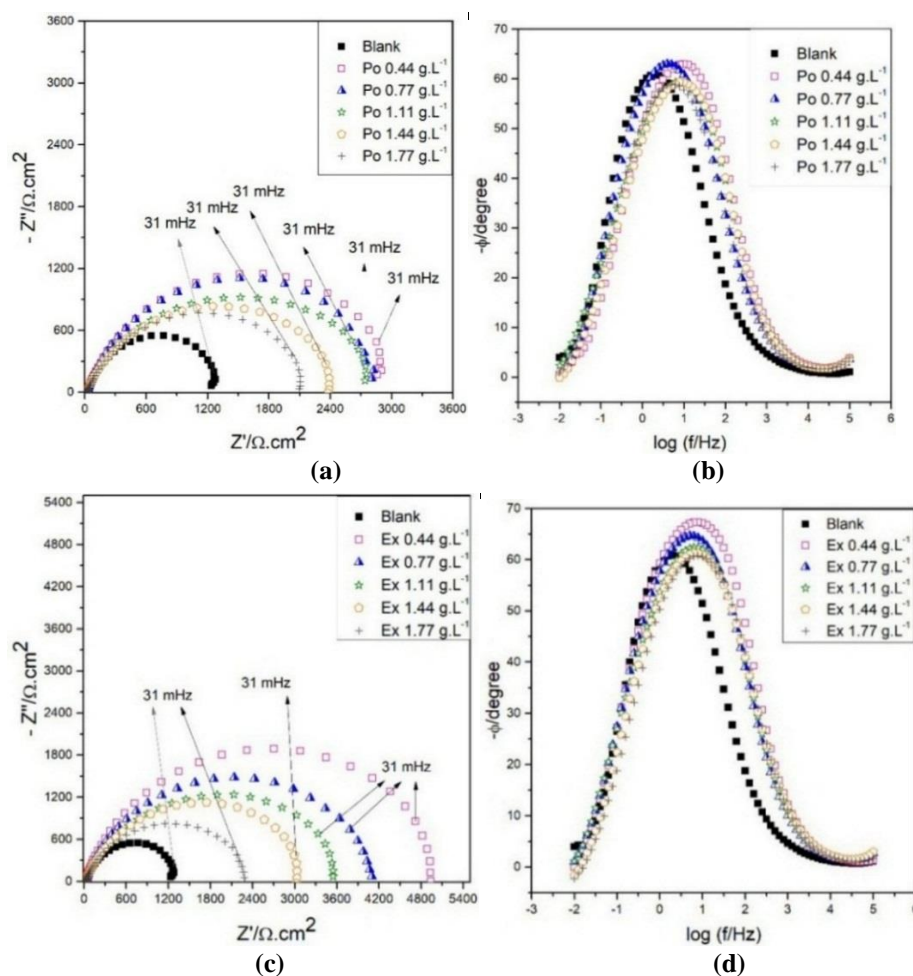 3600
3000
2400
1800
1200
600
0
- Z"/Ω.cm²
Blank
Po 0.44 g.L⁻¹
Po 0.77 g.L⁻¹
Po 1.11 g.L⁻¹
Po 1.44 g.L⁻¹
Po 1.77 g.L⁻¹
31 mHz
31 mHz
31 mHz
31 mHz
31 mHz
31 mHz
0 600 1200 1800 2400 3000 3600
Z'/Ω.cm²
(a)
70
60
50
40
30
20
10
0
-ϕ/degree
Blank
Po 0.44 g.L⁻¹
Po 0.77 g.L⁻¹
Po 1.11 g.L⁻¹
Po 1.44 g.L⁻¹
Po 1.77 g.L⁻¹
-3 -2 -1 0 1 2 3 4 5 6
log (f/Hz)
(b)
5400
4800
4200
3600
3000
2400
1800
1200
600
0
- Z"/Ω.cm²
Blank
Ex 0.44 g.L⁻¹
Ex 0.77 g.L⁻¹
Ex 1.11 g.L⁻¹
Ex 1.44 g.L⁻¹
Ex 1.77 g.L⁻¹
31 mHz
31 mHz
31 mHz
0 600 1200 1800 2400 3000 3600 4200 4800 5400
Z'/Ω.cm²
(c)
70
60
50
40
30
20
10
0
-ϕ/degree
Blank
Ex 0.44 g.L⁻¹
Ex 0.77 g.L⁻¹
Ex 1.11 g.L⁻¹
Ex 1.44 g.L⁻¹
Ex 1.77 g.L⁻¹
-3 -2 -1 0 1 2 3 4 5 6
log (f/Hz)
(d)